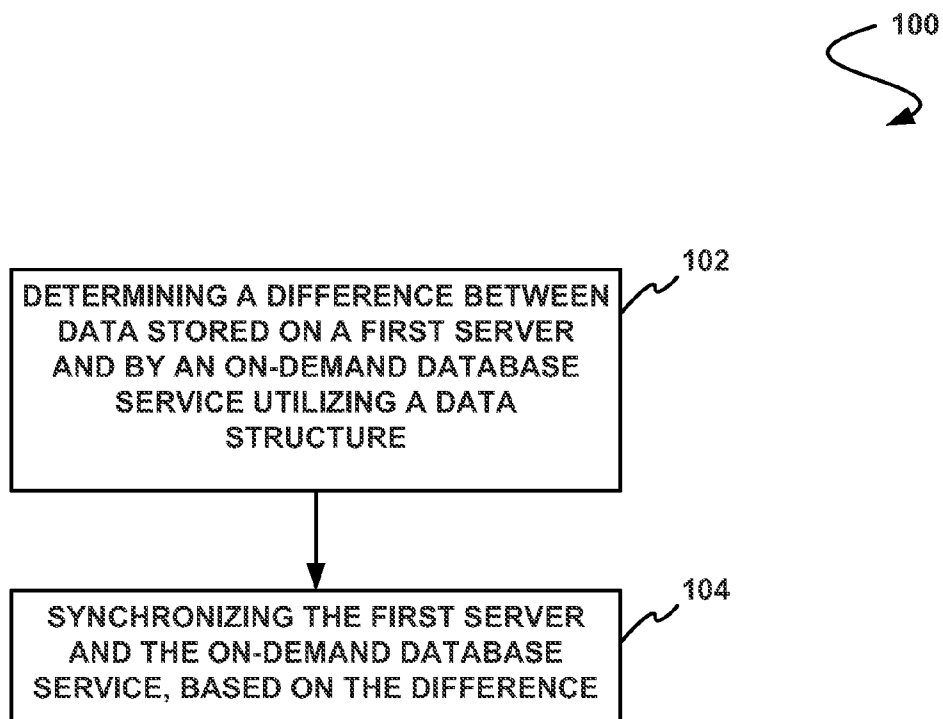 100
102
DETERMINING A DIFFERENCE BETWEEN
DATA STORED ON A FIRST SERVER
AND BY AN ON-DEMAND DATABASE
SERVICE UTILIZING A DATA
STRUCTURE
104
SYNCHRONIZING THE FIRST SERVER
AND THE ON-DEMAND DATABASE
SERVICE, BASED ON THE DIFFERENCE